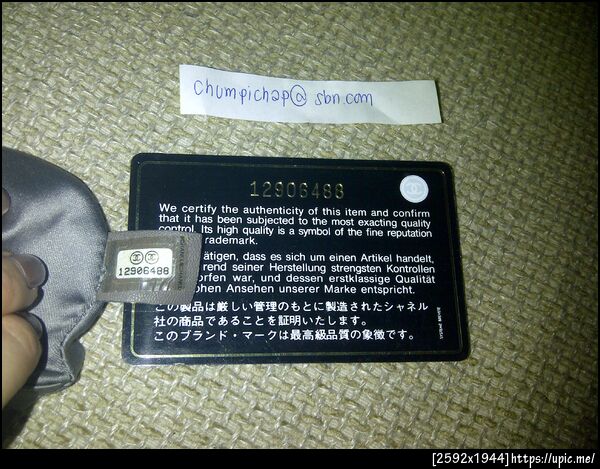 chumpichap@ sbn.com
12906488
We certify the authenticity of this item and confirm
that it has been subjected to the most exacting quality
control. Its high quality is a symbol of the fine reputation
trademark.
tätigen, dass es sich um einen Artikel handelt,
rend seiner Herstellung strengsten Kontrollen
orfen war, und dessen erstklassige Qualität
ohen Ansehen unserer Marke entspricht.
12906488
この製品は厳しい管理のもとに製造されたシャネル
社の商品であることを証明いたします。
このブランド・マークは最高級品質の象徴です。
[2592x1944]https://upic.me/